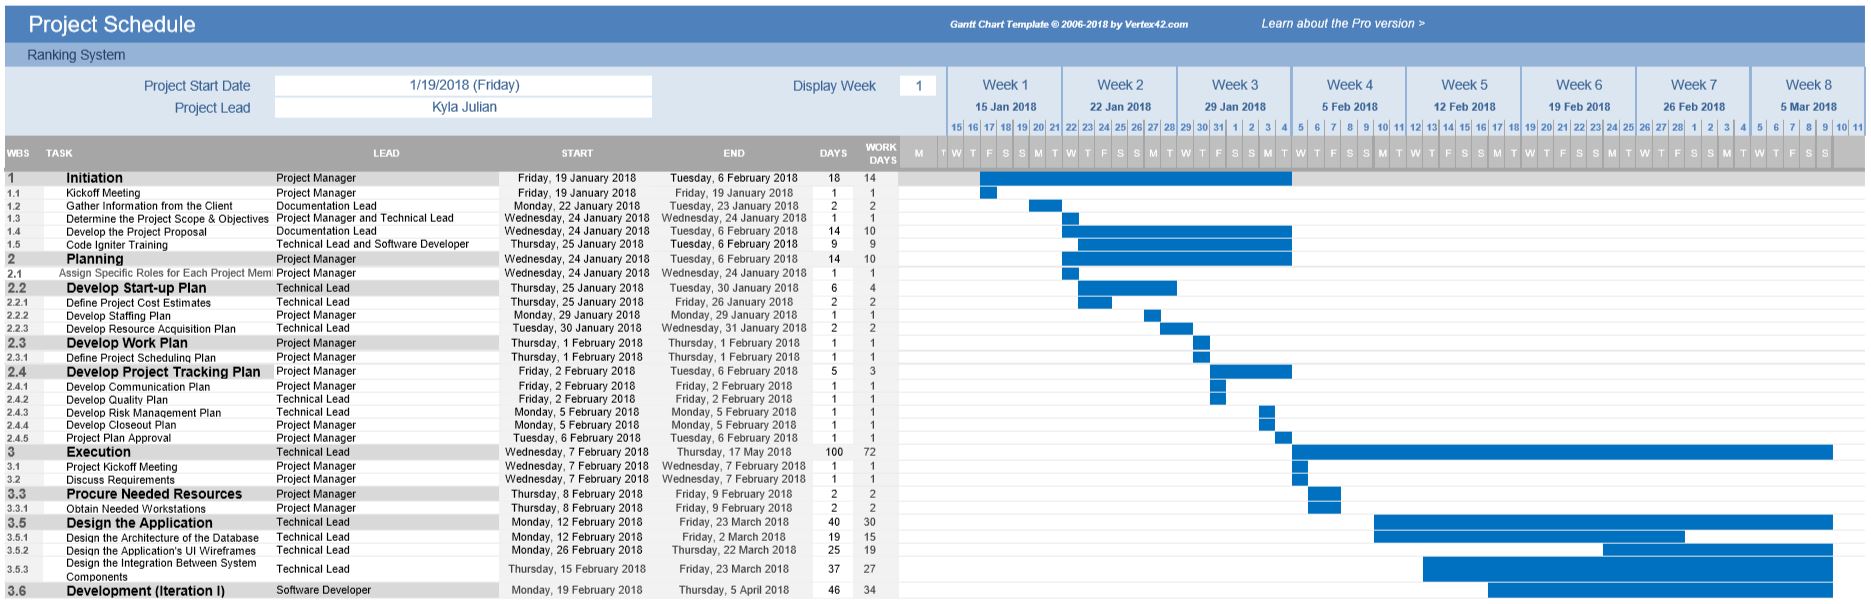 Project Schedule Gantt Chart Template © 2006-2018 by Vertex42.com Learn about the Pro version >
Ranking System
Project Start Date 1/19/2018 (Friday) Display Week 1 Week 1 Week 2 Week 3 Week 4 Week 5 Week 6 Week 7 Week 8
Project Lead Kyla Julian 15 Jan 2018 22 Jan 2018 29 Jan 2018 5 Feb 2018 12 Feb 2018 19 Feb 2018 26 Feb 2018 5 Mar 2018
15 16 17 18 19 20 21 22 23 24 25 26 27 28 29 30 31 1 2 3 4 5 6 7 8 9 10 11 12 13 14 15 16 17 18 19 20 21 22 23 24 25 26 27 28 1 2 3 4 5 6 7 8 9 10 11
WBS TASK LEAD START END DAYS WORK DAYS M T W T F S S M T W T F S S M T W T F S S M T W T F S S M T W T F S S M T W T F S S M T W T F S S M T W T F S S
1 Initiation Project Manager Friday, 19 January 2018 Tuesday, 6 February 2018 18 14
1.1 Kickoff Meeting Project Manager Friday, 19 January 2018 Friday, 19 January 2018 1 1
1.2 Gather Information from the Client Documentation Lead Monday, 22 January 2018 Tuesday, 23 January 2018 2 2
1.3 Determine the Project Scope & Objectives Project Manager and Technical Lead Wednesday, 24 January 2018 Wednesday, 24 January 2018 1 1
1.4 Develop the Project Proposal Documentation Lead Wednesday, 24 January 2018 Tuesday, 6 February 2018 14 10
1.5 Code Igniter Training Technical Lead and Software Developer Thursday, 25 January 2018 Tuesday, 6 February 2018 9 9
2 Planning Project Manager Wednesday, 24 January 2018 Tuesday, 6 February 2018 14 10
2.1 Assign Specific Roles for Each Project Mem Project Manager Wednesday, 24 January 2018 Wednesday, 24 January 2018 1 1
2.2 Develop Start-up Plan Technical Lead Thursday, 25 January 2018 Tuesday, 30 January 2018 6 4
2.2.1 Define Project Cost Estimates Project Manager Thursday, 25 January 2018 Friday, 26 January 2018 2 2
2.2.2 Develop Staffing Plan Project Manager Monday, 29 January 2018 Monday, 29 January 2018 1 1
2.2.3 Develop Resource Acquisition Plan Technical Lead Tuesday, 30 January 2018 Wednesday, 31 January 2018 2 2
2.3 Develop Work Plan Project Manager Thursday, 1 February 2018 Thursday, 1 February 2018 1 1
2.3.1 Define Project Scheduling Plan Project Manager Thursday, 1 February 2018 Thursday, 1 February 2018 1 1
2.4 Develop Project Tracking Plan Project Manager Friday, 2 February 2018 Tuesday, 6 February 2018 5 3
2.4.1 Develop Communication Plan Project Manager Friday, 2 February 2018 Friday, 2 February 2018 1 1
2.4.2 Develop Quality Plan Technical Lead Friday, 2 February 2018 Friday, 2 February 2018 1 1
2.4.3 Develop Risk Management Plan Technical Lead Monday, 5 February 2018 Monday, 5 February 2018 1 1
2.4.4 Develop Closeout Plan Project Manager Monday, 5 February 2018 Monday, 5 February 2018 1 1
2.4.5 Project Plan Approval Project Manager Tuesday, 6 February 2018 Tuesday, 6 February 2018 1 1
3 Execution Technical Lead Wednesday, 7 February 2018 Thursday, 17 May 2018 100 72
3.1 Project Kickoff Meeting Project Manager Wednesday, 7 February 2018 Wednesday, 7 February 2018 1 1
3.2 Discuss Requirements Project Manager Wednesday, 7 February 2018 Wednesday, 7 February 2018 1 1
3.3 Procure Needed Resources Project Manager Thursday, 8 February 2018 Friday, 9 February 2018 2 2
3.3.1 Obtain Needed Workstations Project Manager Thursday, 8 February 2018 Friday, 9 February 2018 2 2
3.5 Design the Application Technical Lead Monday, 12 February 2018 Friday, 23 March 2018 40 30
3.5.1 Design the Architecture of the Database Technical Lead Monday, 12 February 2018 Friday, 2 March 2018 19 15
3.5.2 Design the Application's UI Wireframes Technical Lead Monday, 26 February 2018 Thursday, 22 March 2018 25 19
3.5.3 Design the Integration Between System Components Technical Lead Thursday, 15 February 2018 Friday, 23 March 2018 37 27
3.6 Development (Iteration I) Software Developer Monday, 19 February 2018 Thursday, 5 April 2018 46 34